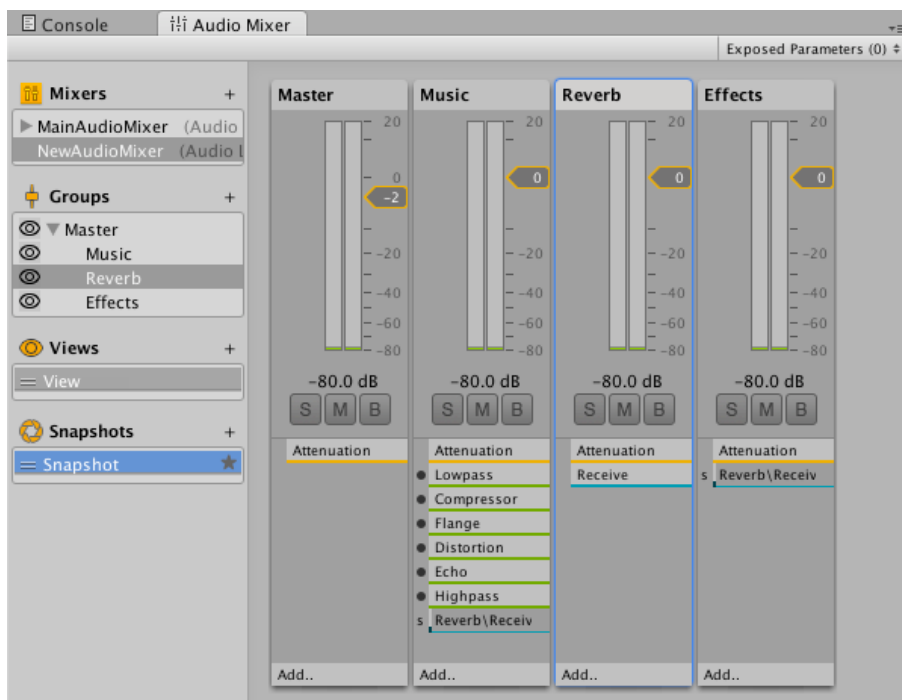 Console
Audio Mixer
Exposed Parameters (0)
Mixers +
MainAudioMixer (Audio
NewAudioMixer (Audio L
Groups +
Master
Music
Reverb
Effects
Views +
View
Snapshots +
Snapshot
Master
20
0
-2
-20
-40
-60
-80
-80.0 dB
S M B
Attenuation
Add..
Music
20
0
-20
-40
-60
-80
-80.0 dB
S M B
Attenuation
Lowpass
Compressor
Flange
Distortion
Echo
Highpass
s Reverb\Receiv
Add..
Reverb
20
0
-20
-40
-60
-80
-80.0 dB
S M B
Attenuation
Receive
Add..
Effects
20
0
-20
-40
-60
-80
-80.0 dB
S M B
Attenuation
s Reverb\Receiv
Add..